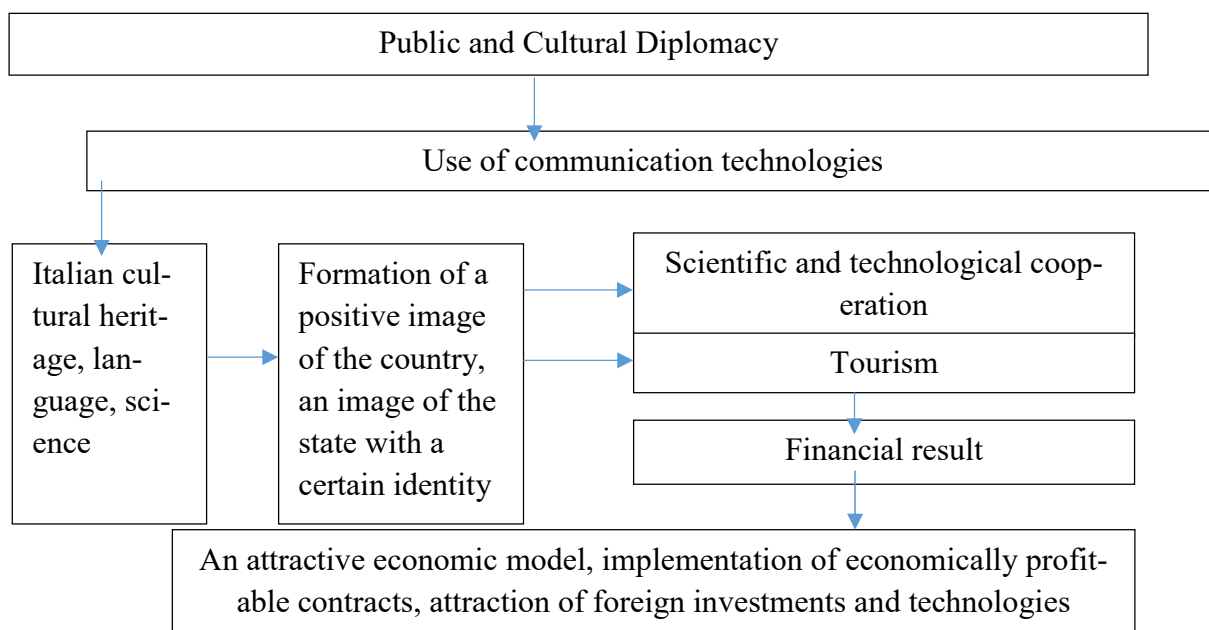 Public and Cultural Diplomacy
Use of communication technologies
Italian cul-
tural herit-
age, lan-
guage, sci-
ence
Formation of a
positive image
of the country,
an image of the
state with a
certain identity
Scientific and technological coop-
eration
Tourism
Financial result
An attractive economic model, implementation of economically profit-
able contracts, attraction of foreign investments and technologies